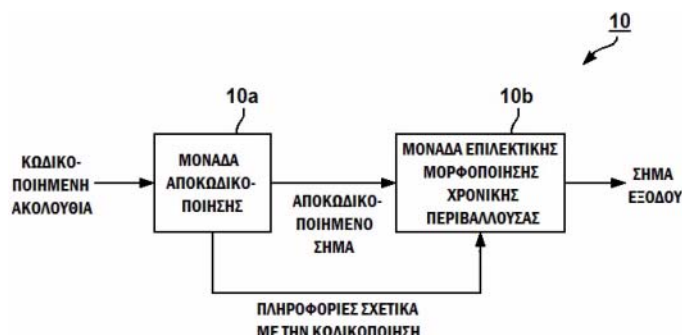 10
10a
10b
ΚΩΔΙΚΟ-
ΠΟΙΗΜΕΝΗ
ΑΚΟΛΟΥΘΙΑ
ΜΟΝΑΔΑ
ΑΠΟΚΩΔΙΚΟ-
ΠΟΙΗΣΗΣ
ΑΠΟΚΩΔΙΚΟ-
ΠΟΙΗΜΕΝΟ
ΣΗΜΑ
ΜΟΝΑΔΑ ΕΠΙΛΕΚΤΙΚΗΣ
ΜΟΡΦΟΠΟΙΗΣΗΣ
ΧΡΟΝΙΚΗΣ
ΠΕΡΙΒΑΛΛΟΥΣΑΣ
ΣΗΜΑ
ΕΞΟΔΟΥ
ΠΛΗΡΟΦΟΡΙΕΣ ΣΧΕΤΙΚΑ
ΜΕ ΤΗΝ ΚΩΔΙΚΟΠΟΙΗΣΗ